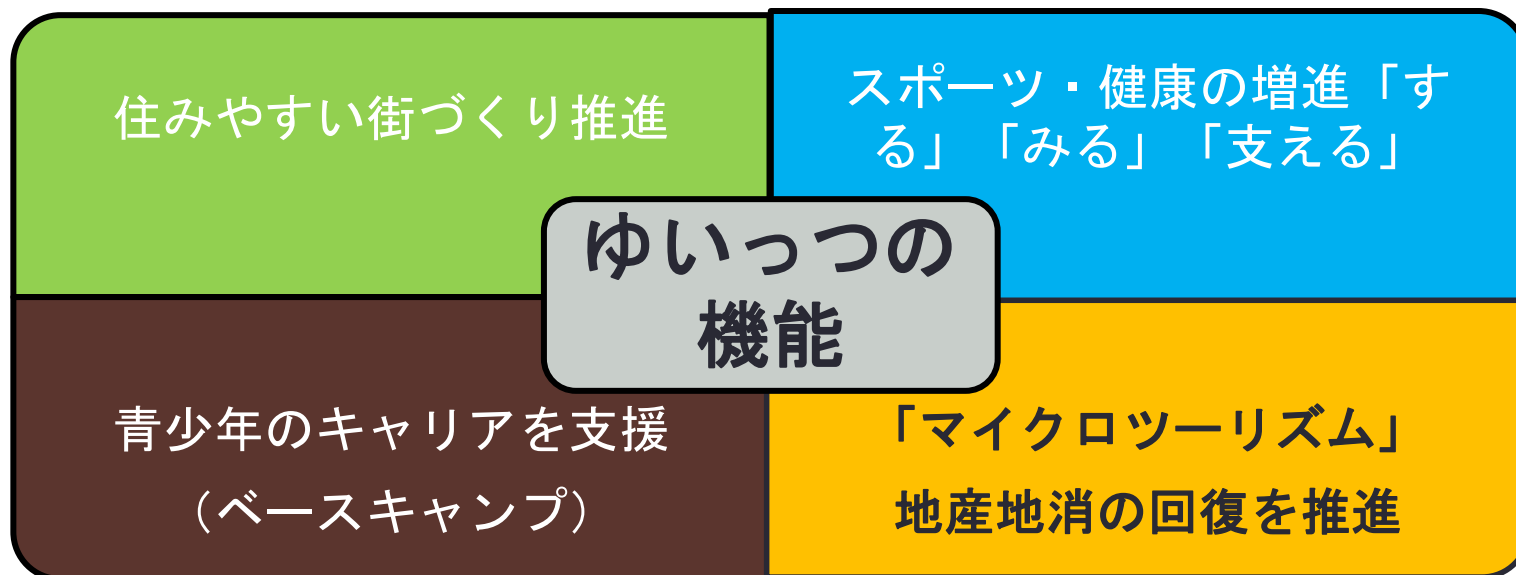 住みやすい街づくり推進
スポーツ・健康の増進「す
る」「みる」「支える」
ゆいっつの
機能
青少年のキャリアを支援
（ベースキャンプ）
「マイクロツーリズム」
地産地消の回復を推進